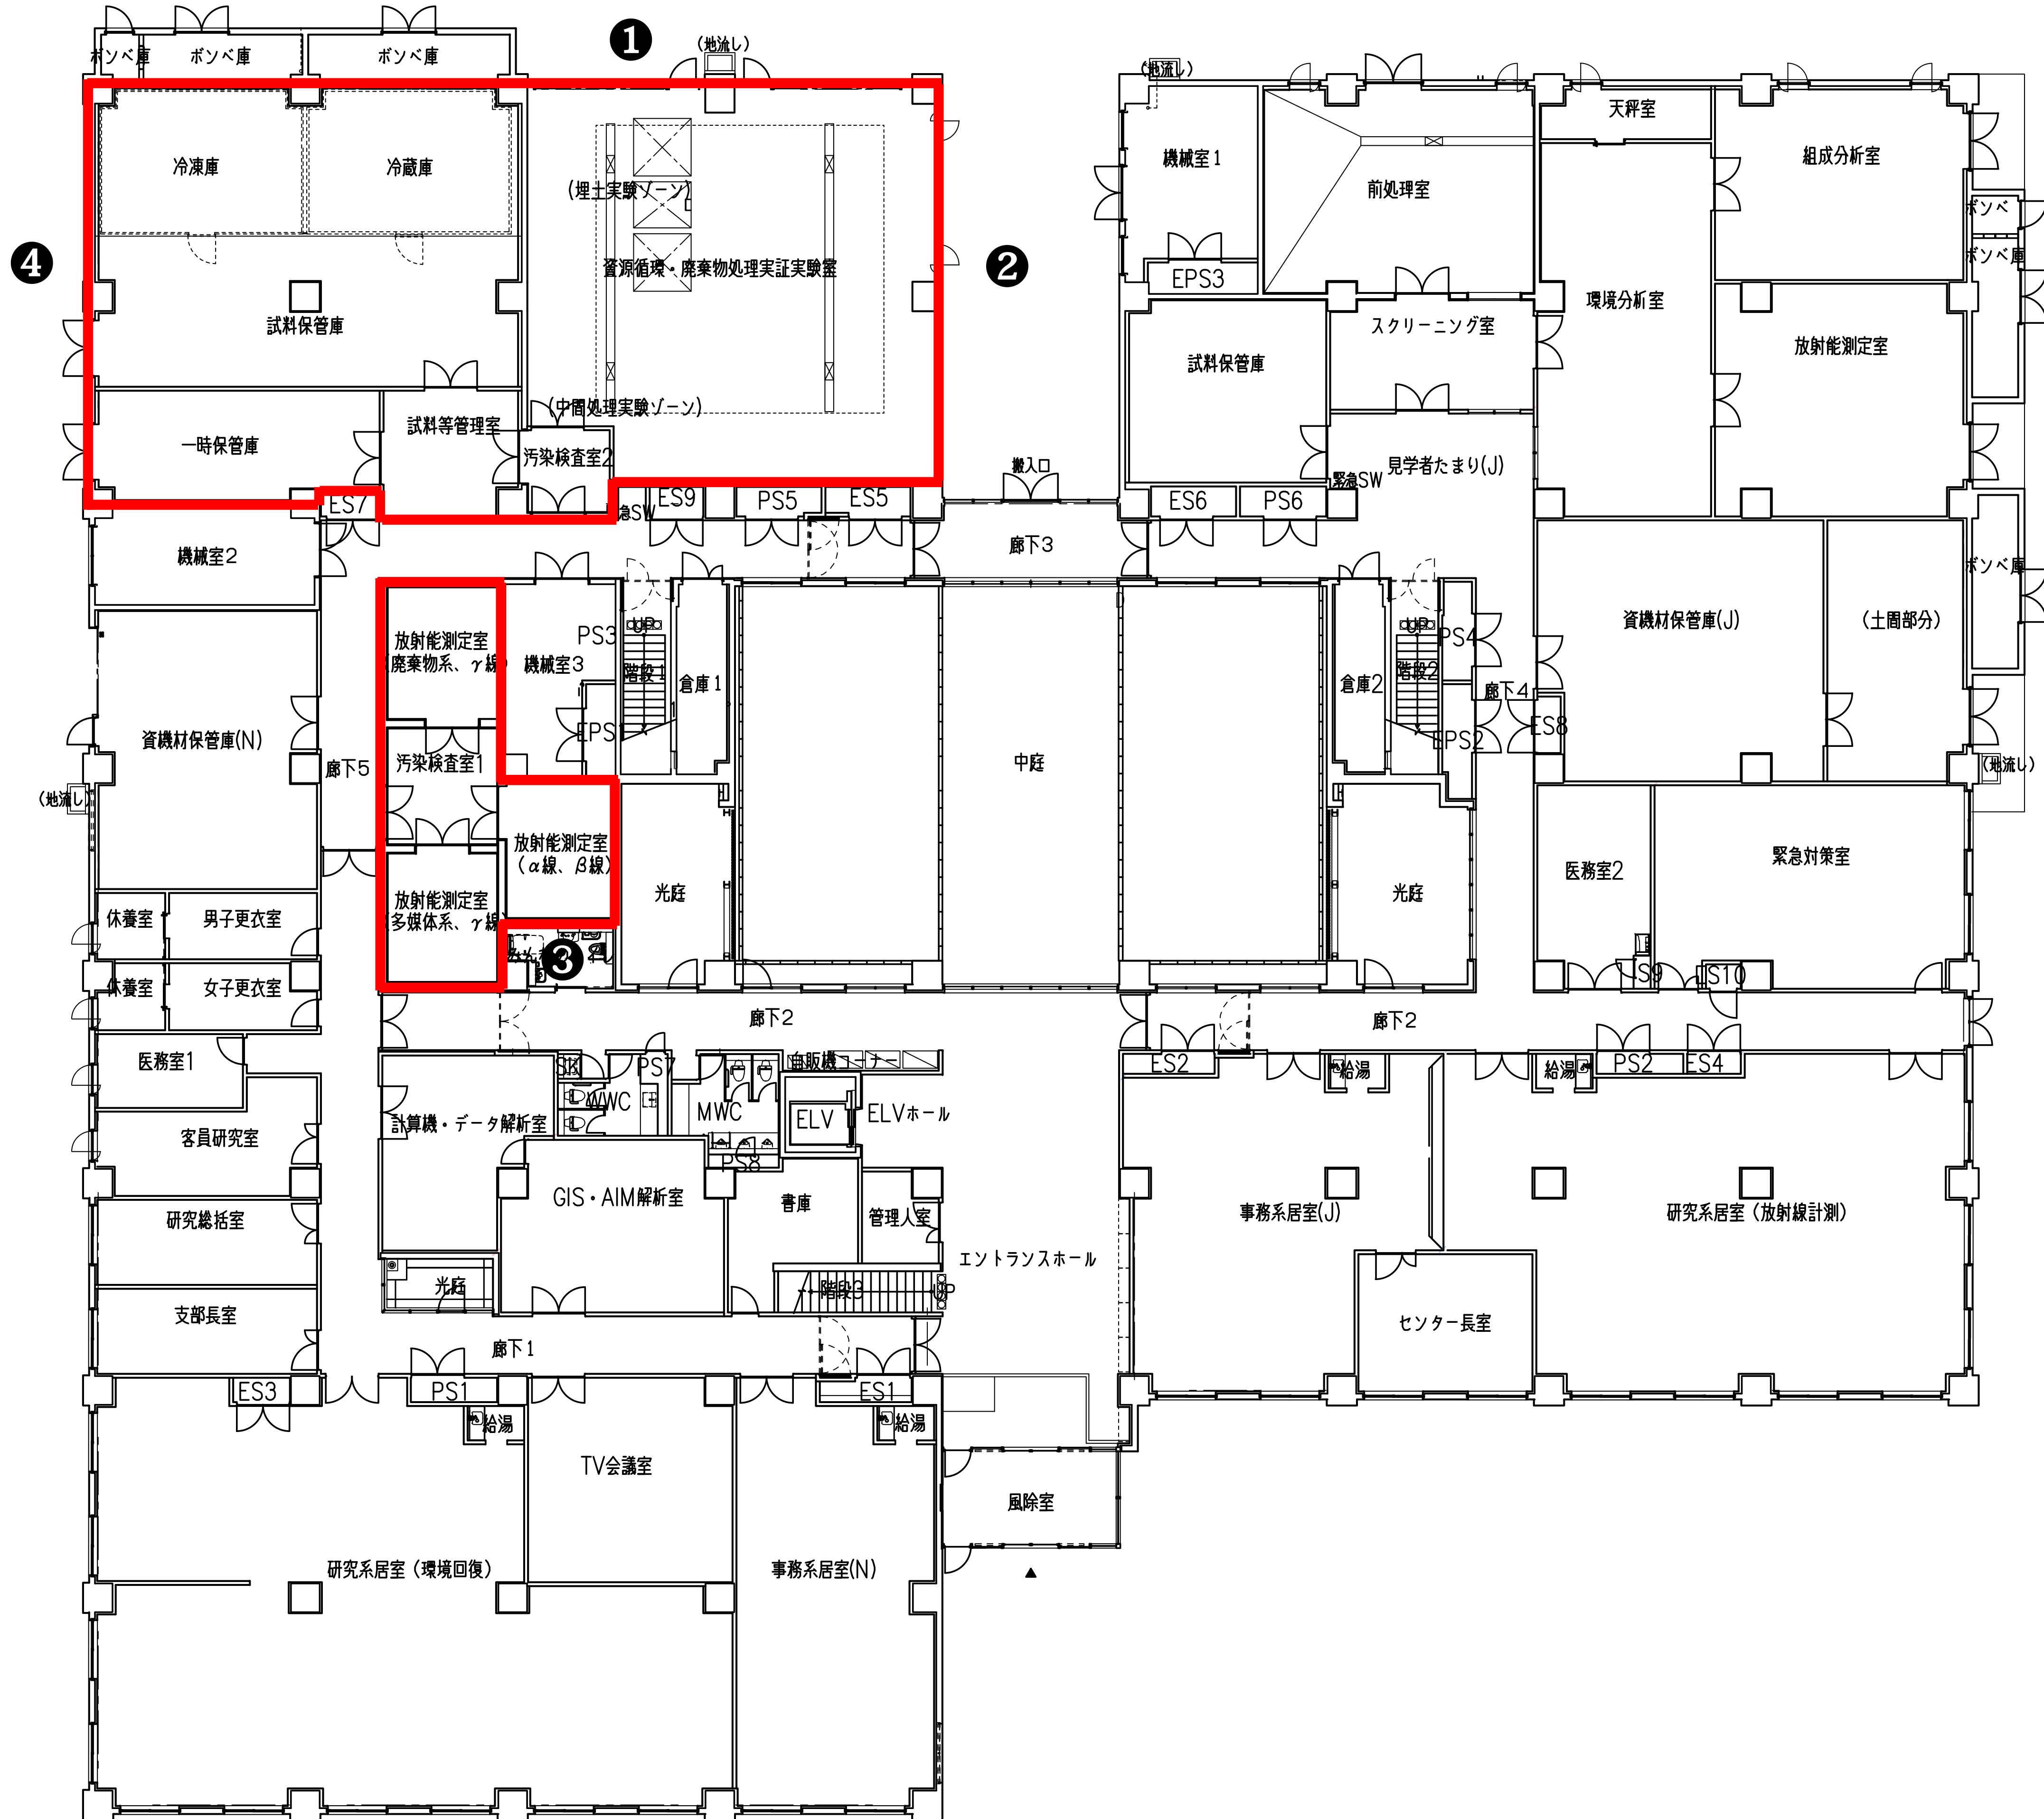 ❶
(地流し)
ボンベ庫
ボンベ庫
ボンベ庫
(地流し)
天秤室
冷凍庫
冷蔵庫
(埋土実験ゾーン)
機械室1
前処理室
組成分析室
ボンベ
ボンベ庫
❹
❷
資源循環・廃棄物処理実証実験室
EPS3
環境分析室
試料保管庫
スクリーニング室
放射能測定室
試料保管庫
(中間処理実験ゾーン)
試料等管理室
一時保管庫
汚染検査室2
搬入口
見学者たまり(J)
緊急SW
ES7
急SW
ES9
PS5
ES5
ES6
PS6
機械室2
廊下3
ボンベ庫
放射能測定室
(廃棄物系、γ線)
機械室3
PS3
UP
階段1
倉庫1
倉庫2
UP
階段2
PS4
資機材保管庫(J)
(土間部分)
廊下4
ES8
資機材保管庫(N)
廊下5
汚染検査室1
EPS1
中庭
EPS2
(地流し)
(地流し)
放射能測定室
(α線、β線)
光庭
光庭
医務室2
緊急対策室
放射能測定室
(多媒体系、γ線)
休養室
男子更衣室
❸
休養室
女子更衣室
ES10
廊下2
廊下2
医務室1
SK
PS7
自販機コーナー
ES2
給湯
給湯
PS2
ES4
WWC
MWC
ELV
ELVホール
計算機・データ解析室
客員研究室
PS8
GIS・AIM解析室
書庫
管理人室
研究総括室
事務系居室(J)
研究系居室(放射線計測)
エントランスホール
光庭
階段3
UP
支部長室
センター長室
廊下1
ES3
PS1
ES1
給湯
給湯
TV会議室
風除室
研究系居室(環境回復)
事務系居室(N)
▲